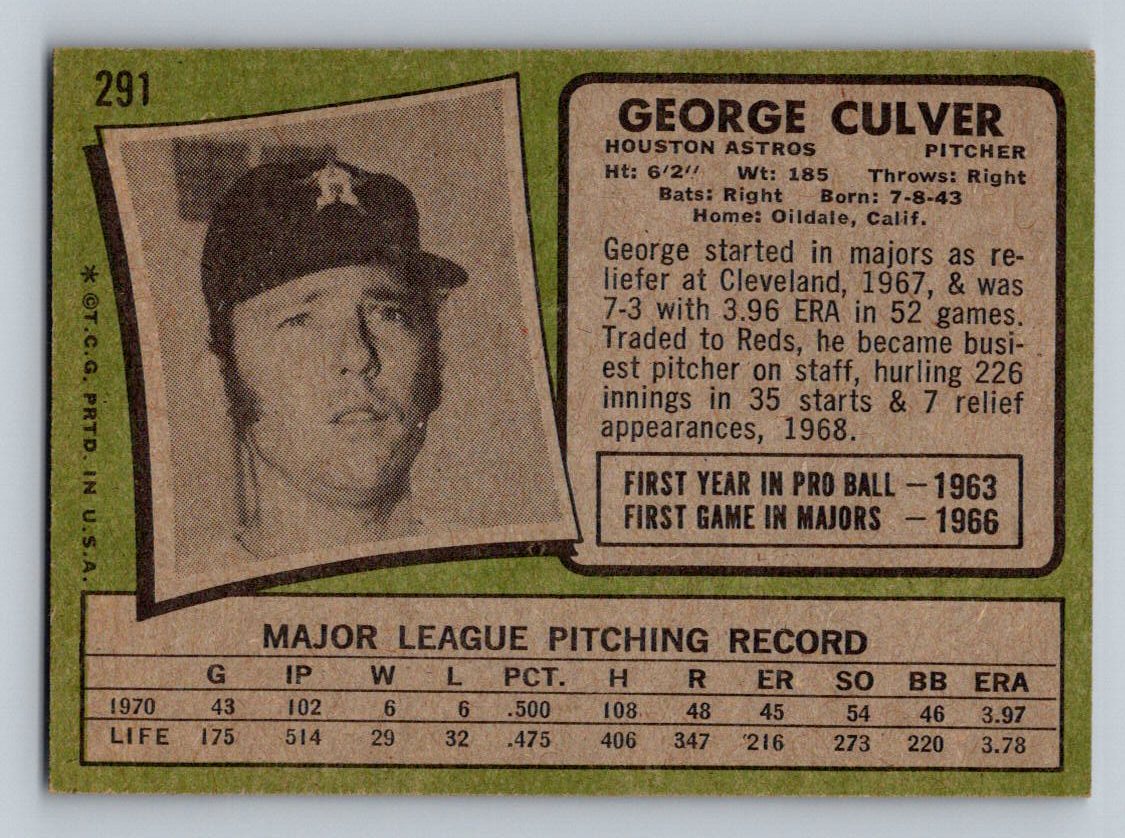 291
* ©T.C.G. PRTD. IN U.S.A.
A
GEORGE CULVER
HOUSTON ASTROS PITCHER
Ht: 6'2" Wt: 185 Throws: Right
Bats: Right Born: 7-8-43
Home: Oildale, Calif.
George started in majors as re-
liefer at Cleveland, 1967, & was
7-3 with 3.96 ERA in 52 games.
Traded to Reds, he became busi-
est pitcher on staff, hurling 226
innings in 35 starts & 7 relief
appearances, 1968.
FIRST YEAR IN PRO BALL — 1963
FIRST GAME IN MAJORS — 1966
MAJOR LEAGUE PITCHING RECORD
G IP W L PCT. H R ER SO BB ERA
1970 43 102 6 6 .500 108 48 45 54 46 3.97
LIFE 175 514 29 32 .475 406 347 216 273 220 3.78